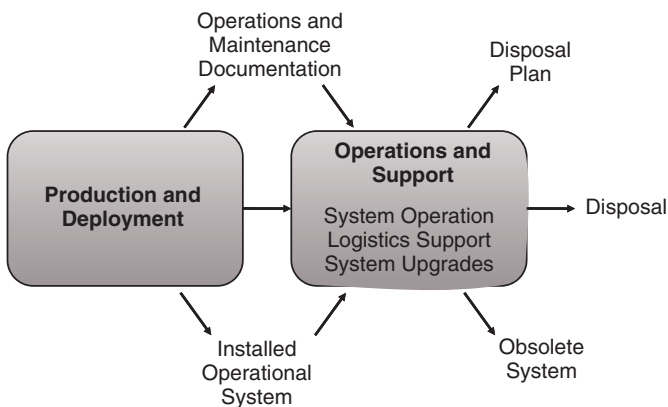 Operations and
Maintenance
Documentation
Disposal
Plan
Production and
Deployment
Operations and
Support
System Operation
Logistics Support
System Upgrades
Disposal
Installed
Operational
System
Obsolete
System